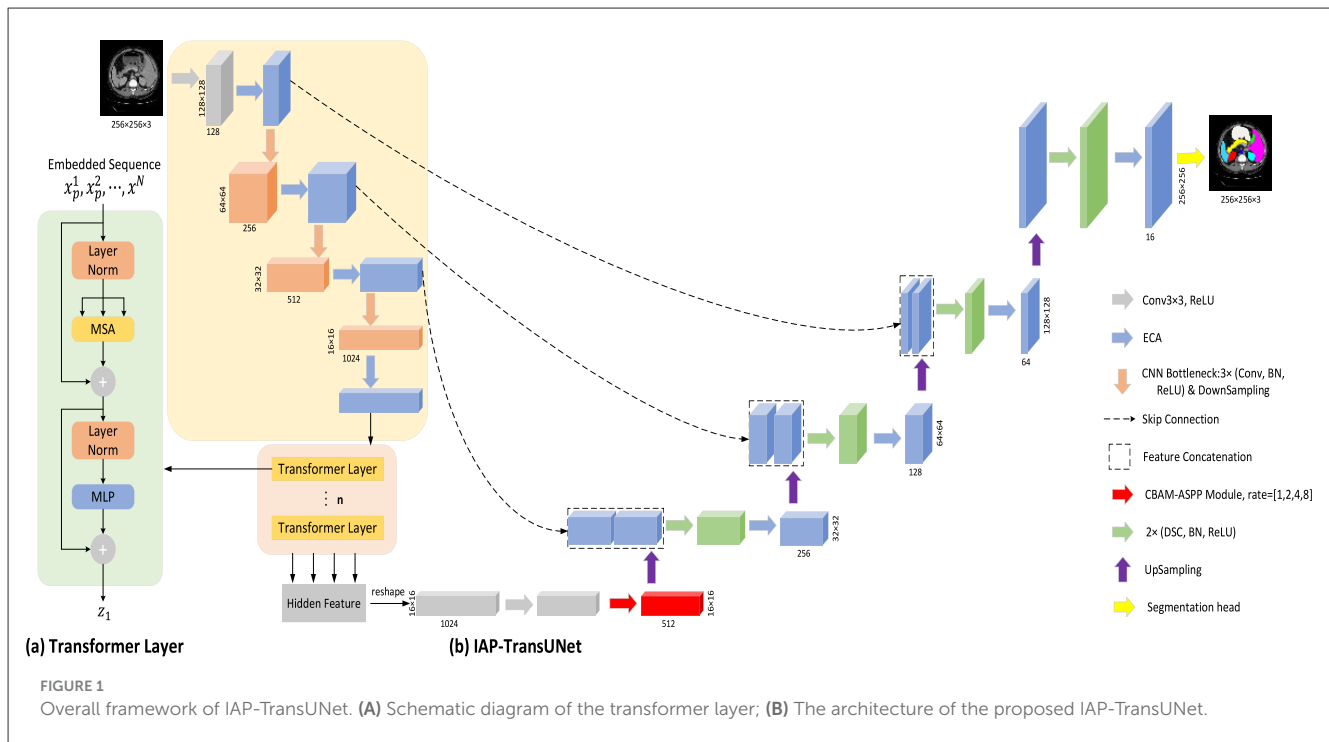 256×256×3
128×128
128
64×64
256
32×32
512
16×16
1024
Embedded Sequence
x_p^1, x_p^2, ⋯, x^N
Layer
Norm
MSA
+
Layer
Norm
MLP
+
z_1
(a) Transformer Layer
Transformer Layer
⋮ n
Transformer Layer
Hidden Feature
reshape
16×16
1024
512
16×16
256
32×32
128
64×64
64
128×128
16
256×256
256×256×3
(b) IAP-TransUNet
Conv3×3, ReLU
ECA
CNN Bottleneck:3× (Conv, BN,
ReLU) & DownSampling
Skip Connection
Feature Concatenation
CBAM-ASPP Module, rate=[1,2,4,8]
2× (DSC, BN, ReLU)
UpSampling
Segmentation head
FIGURE 1
Overall framework of IAP-TransUNet. (A) Schematic diagram of the transformer layer; (B) The architecture of the proposed IAP-TransUNet.